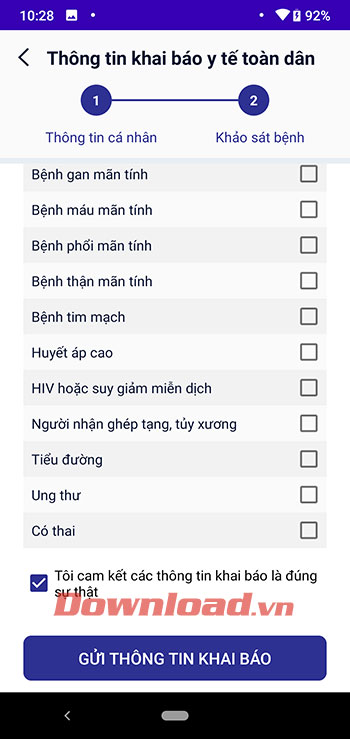 10:28 92%
Thông tin khai báo y tế toàn dân
1 2
Thông tin cá nhân Khảo sát bệnh
Bệnh gan mãn tính
Bệnh máu mãn tính
Bệnh phổi mãn tính
Bệnh thận mãn tính
Bệnh tim mạch
Huyết áp cao
HIV hoặc suy giảm miễn dịch
Người nhận ghép tạng, tủy xương
Tiểu đường
Ung thư
Có thai
Tôi cam kết các thông tin khai báo là đúng
sự thật
Download.vn
GỬI THÔNG TIN KHAI BÁO